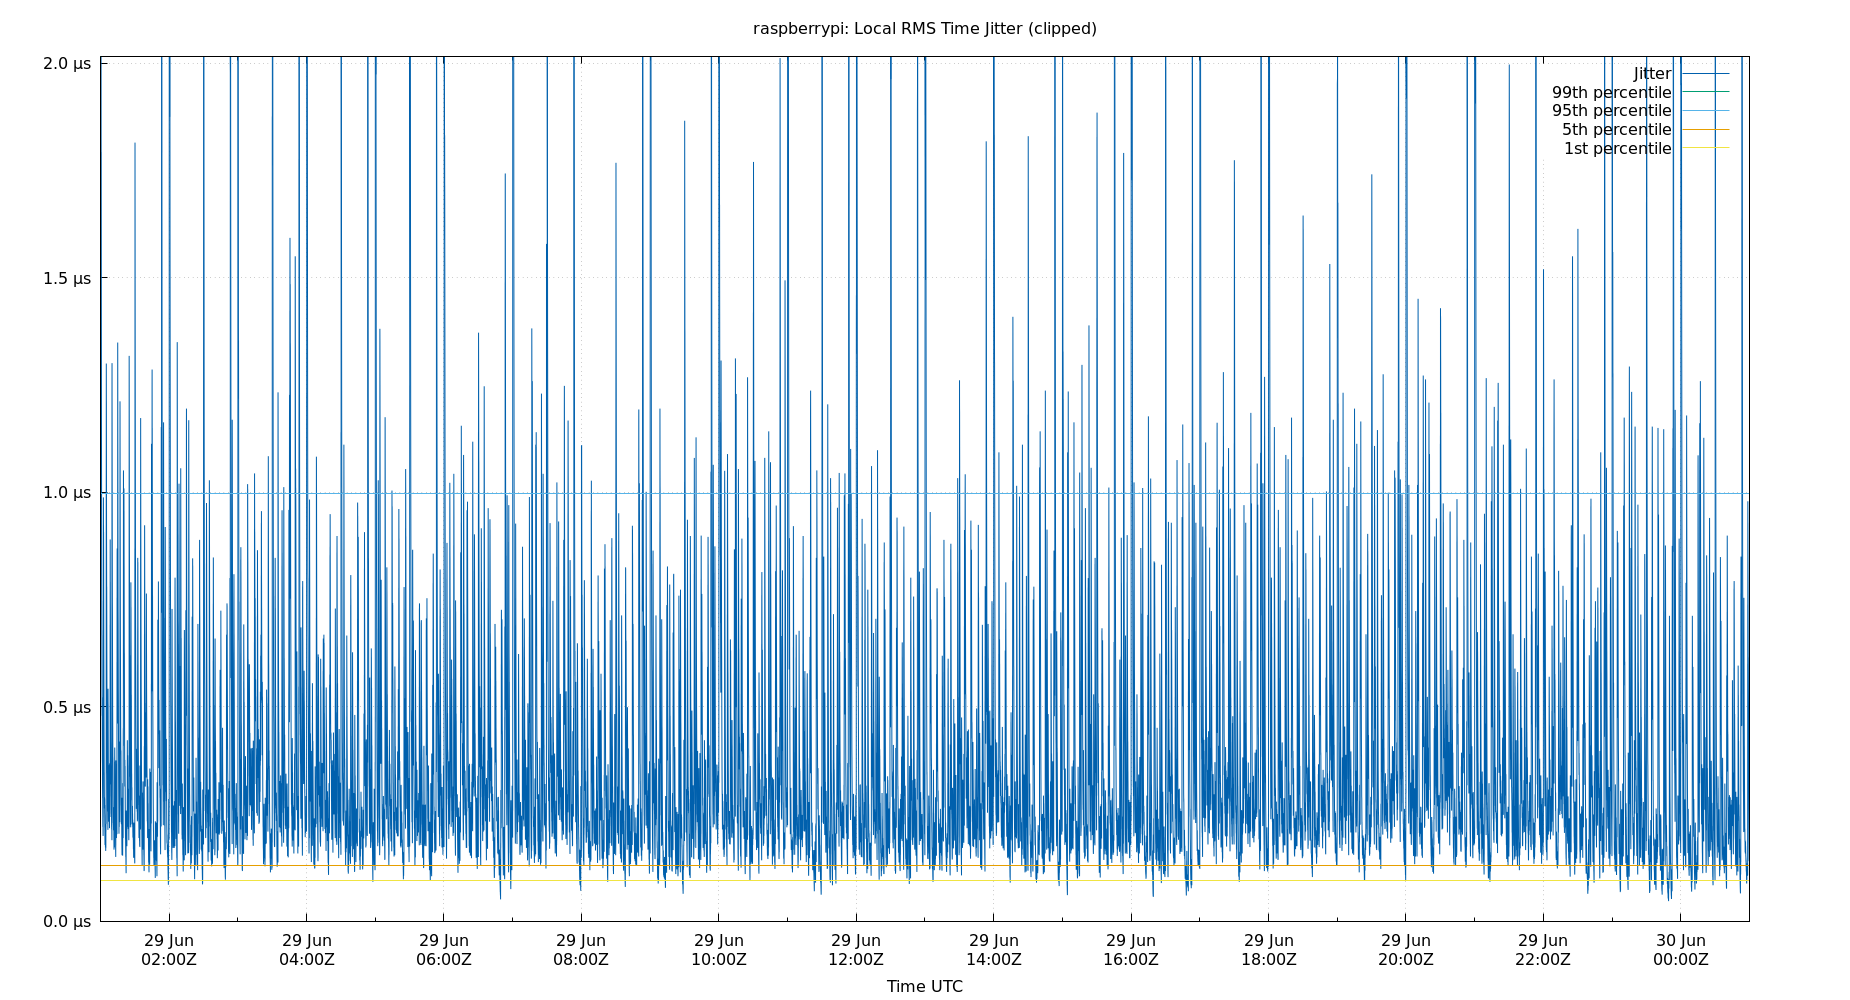 raspberrypi: Local RMS Time Jitter (clipped)
2.0 µs
1.5 µs
1.0 µs
0.5 µs
0.0 µs
Jitter
99th percentile
95th percentile
5th percentile
1st percentile
29 Jun 29 Jun 29 Jun 29 Jun 29 Jun 29 Jun 29 Jun 29 Jun 29 Jun 29 Jun 29 Jun 30 Jun
02:00Z 04:00Z 06:00Z 08:00Z 10:00Z 12:00Z 14:00Z 16:00Z 18:00Z 20:00Z 22:00Z 00:00Z
Time UTC